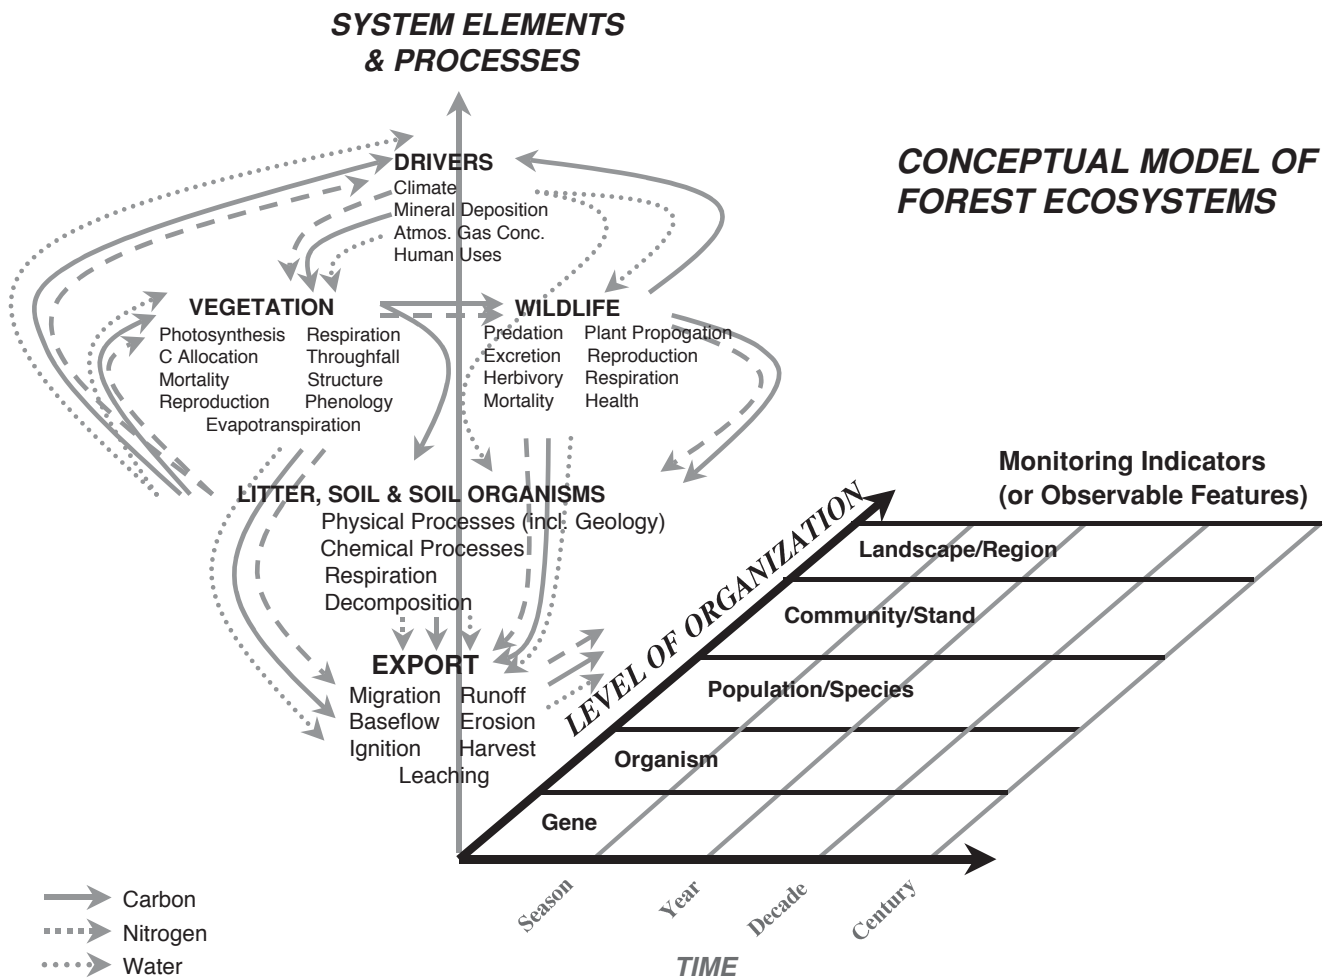 SYSTEM ELEMENTS
& PROCESSES
CONCEPTUAL MODEL OF
FOREST ECOSYSTEMS
DRIVERS
Climate
Mineral Deposition
Atmos. Gas Conc.
Human Uses
VEGETATION
Photosynthesis Respiration
C Allocation Throughfall
Mortality Structure
Reproduction Phenology
Evapotranspiration
WILDLIFE
Predation Plant Propogation
Excretion Reproduction
Herbivory Respiration
Mortality Health
LITTER, SOIL & SOIL ORGANISMS
Physical Processes (incl. Geology)
Chemical Processes
Respiration
Decomposition
EXPORT
Migration Runoff
Baseflow Erosion
Ignition Harvest
Leaching
Monitoring Indicators
(or Observable Features)
LEVEL OF ORGANIZATION
Landscape/Region
Community/Stand
Population/Species
Organism
Gene
Season Year Decade Century
TIME
Carbon
Nitrogen
Water